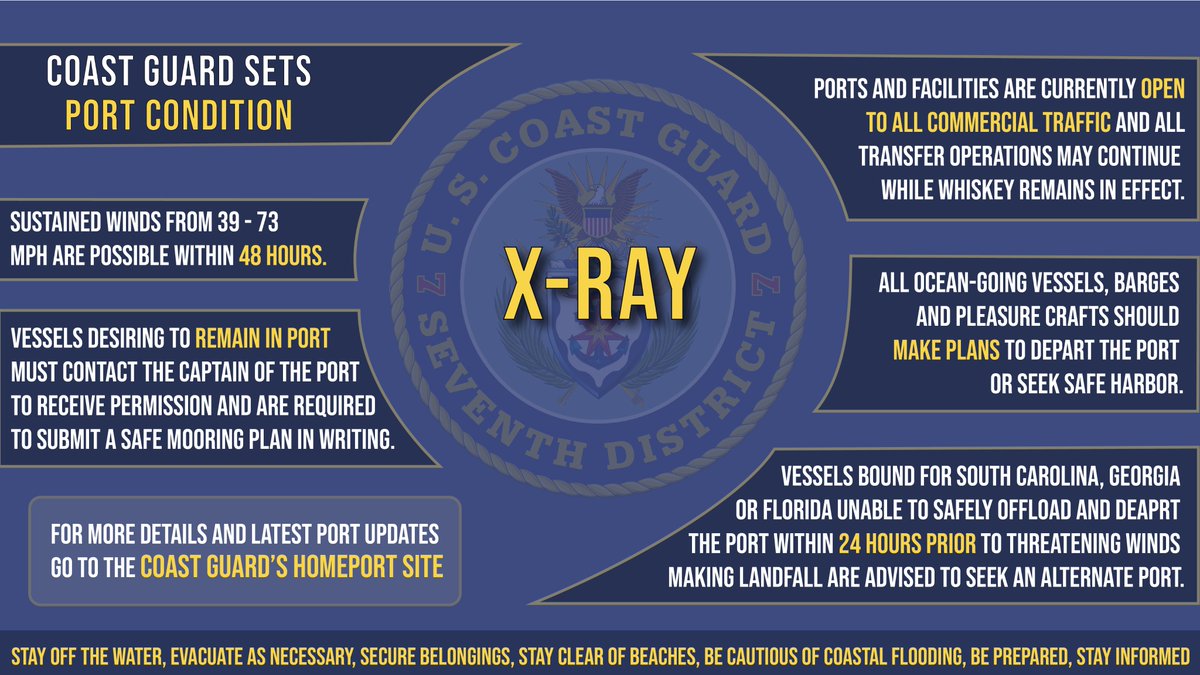 COAST GUARD SETS
PORT CONDITION
SUSTAINED WINDS FROM 39 - 73
MPH ARE POSSIBLE WITHIN 48 HOURS.
VESSELS DESIRING TO REMAIN IN PORT
MUST CONTACT THE CAPTAIN OF THE PORT
TO RECEIVE PERMISSION AND ARE REQUIRED
TO SUBMIT A SAFE MOORING PLAN IN WRITING.
FOR MORE DETAILS AND LATEST PORT UPDATES
GO TO THE COAST GUARD'S HOMEPORT SITE
U. S. COAST GUARD
7 7
SEVENTH DISTRICT
X-RAY
PORTS AND FACILITIES ARE CURRENTLY OPEN
TO ALL COMMERCIAL TRAFFIC AND ALL
TRANSFER OPERATIONS MAY CONTINUE
WHILE WHISKEY REMAINS IN EFFECT.
ALL OCEAN-GOING VESSELS, BARGES
AND PLEASURE CRAFTS SHOULD
MAKE PLANS TO DEPART THE PORT
OR SEEK SAFE HARBOR.
VESSELS BOUND FOR SOUTH CAROLINA, GEORGIA
OR FLORIDA UNABLE TO SAFELY OFFLOAD AND DEAPRT
THE PORT WITHIN 24 HOURS PRIOR TO THREATENING WINDS
MAKING LANDFALL ARE ADVISED TO SEEK AN ALTERNATE PORT.
STAY OFF THE WATER, EVACUATE AS NECESSARY, SECURE BELONGINGS, STAY CLEAR OF BEACHES, BE CAUTIOUS OF COASTAL FLOODING, BE PREPARED, STAY INFORMED